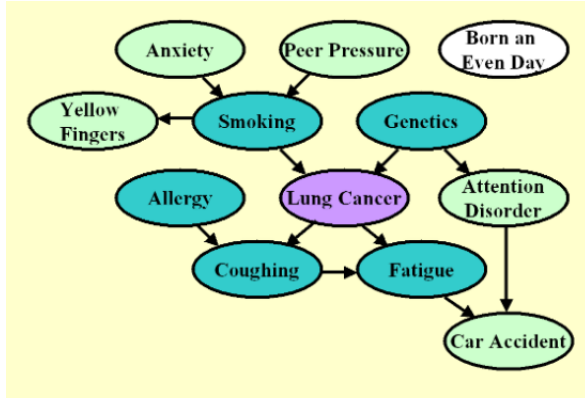 Anxiety
Peer Pressure
Born an
Even Day
Yellow
Fingers
Smoking
Genetics
Allergy
Lung Cancer
Attention
Disorder
Coughing
Fatigue
Car Accident